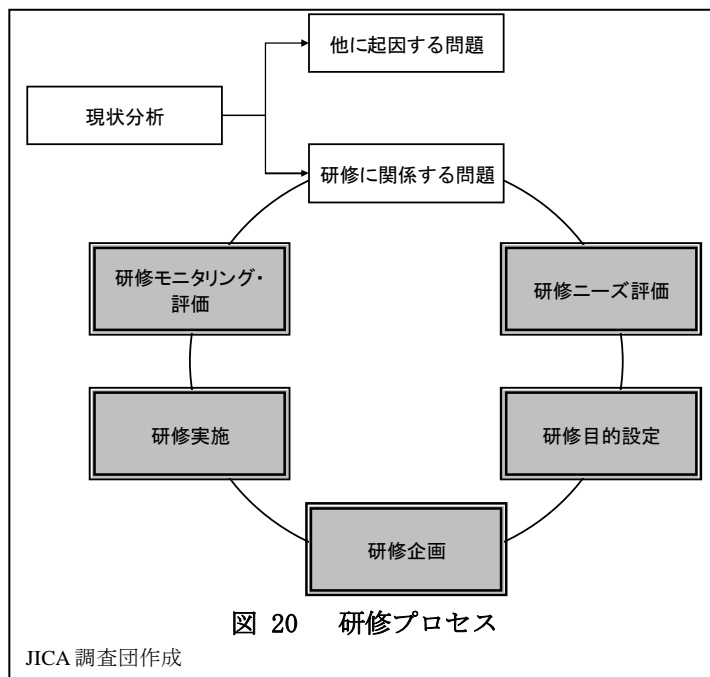 他に起因する問題
現状分析
研修に関係する問題
研修モニタリング・
評価
研修ニーズ評価
研修実施
研修目的設定
研修企画
図 20 研修プロセス
JICA 調査団作成